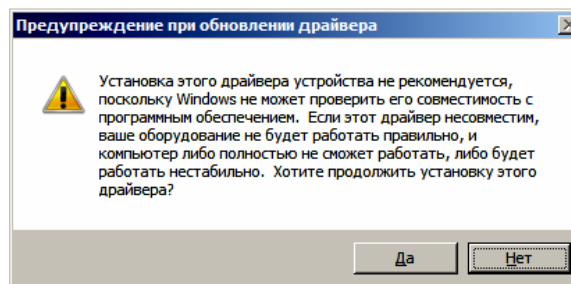 Предупреждение при обновлении драйвера
Установка этого драйвера устройства не рекомендуется,
поскольку Windows не может проверить его совместимость с
программным обеспечением. Если этот драйвер несовместим,
ваше оборудование не будет работать правильно, и
компьютер либо полностью не сможет работать, либо будет
работать нестабильно. Хотите продолжить установку этого
драйвера?
Да Нет